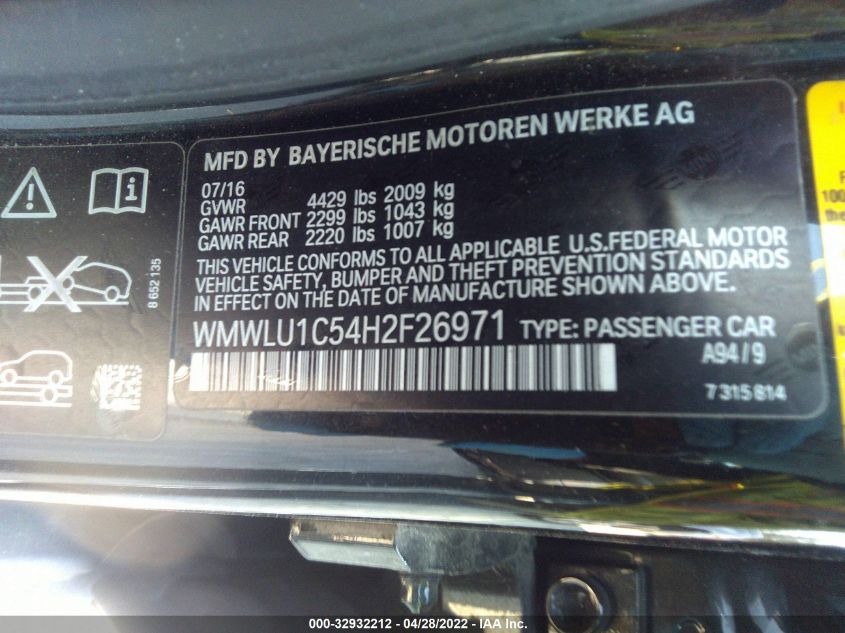 MFD BY BAYERISCHE MOTOREN WERKE AG
07/16
GVWR 4429 lbs 2009 kg
GAWR FRONT 2299 lbs 1043 kg
GAWR REAR 2220 lbs 1007 kg
THIS VEHICLE CONFORMS TO ALL APPLICABLE U.S.FEDERAL MOTOR
VEHICLE SAFETY, BUMPER AND THEFT PREVENTION STANDARDS
IN EFFECT ON THE DATE OF MANUFACTURE SHOWN ABOVE.
WMWLU1C54H2F26971 TYPE: PASSENGER CAR
A94/9
7315814
8 652 135
100
the
000-32932212 - 04/28/2022 - IAA Inc.